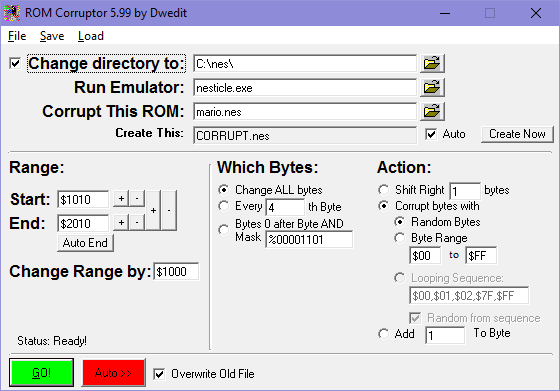 ROM Corruptor 5.99 by Dwedit
File Save Load
Change directory to: C:\nes\
Run Emulator: nesticle.exe
Corrupt This ROM: mario.nes
Create This: CORRUPT.nes Auto Create Now
Range:
Start: $1010 + -
End: $2010 + - + -
Auto End
Change Range by: $1000
Status: Ready!
Which Bytes:
Change ALL bytes
Every 4 th Byte
Bytes 0 after Byte AND
Mask %00001101
Action:
Shift Right 1 bytes
Corrupt bytes with
Random Bytes
Byte Range
$00 to $FF
Looping Sequence:
$00,$01,$02,$7F,$FF
Random from sequence
Add 1 To Byte
GO! Auto >> Overwrite Old File